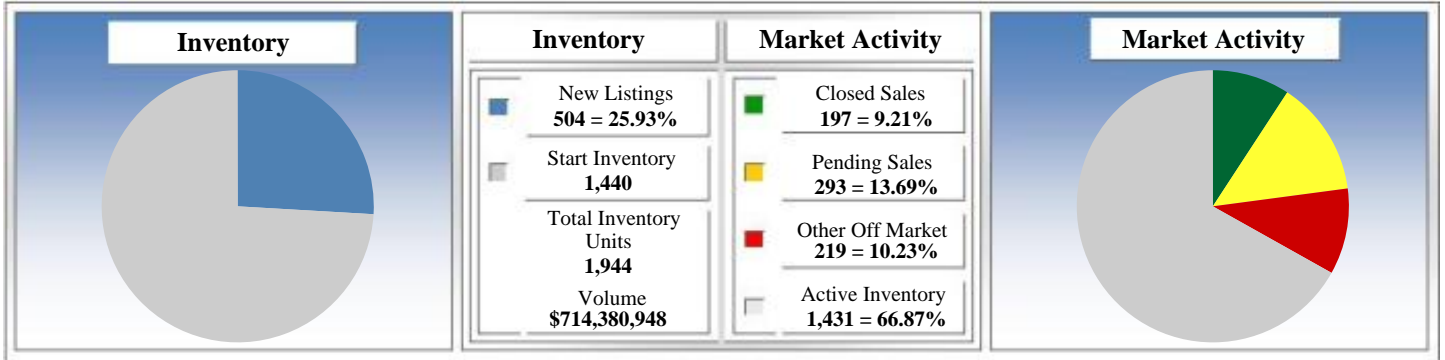 Inventory
Inventory
Market Activity
New Listings
504 = 25.93%
Start Inventory
1,440
Total Inventory
Units
1,944
Volume
$714,380,948
Closed Sales
197 = 9.21%
Pending Sales
293 = 13.69%
Other Off Market
219 = 10.23%
Active Inventory
1,431 = 66.87%
Market Activity